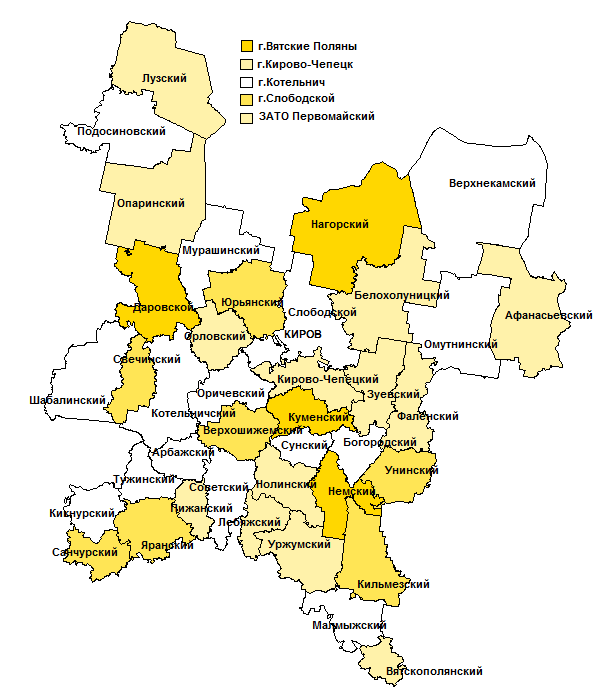 г.Вятские Поляны
г.Кирово-Чепецк
г.Котельнич
г.Слободской
ЗАТО Первомайский
Лузский
Подосиновский
Опаринский
Мурашинский
Нагорский
Верхнекамский
Даровской
Юрьянский
Слободской
Белохолуницкий
Омутнинский
Афанасьевский
Орловский
КИРОВ
Свечинский
Шабалинский
Кирово-Чепецкий
Зуевский
Фаленский
Оричевский
Котельничский
Куменский
Верхошижемский
Сунский
Богородский
Арбажский
Унинский
Тужинский
Советский
Нолинский
Немский
Кикнурский
Пижанский
Лебяжский
Санчурский
Яранский
Уржумский
Кильмезский
Малмыжский
Вятскополянский